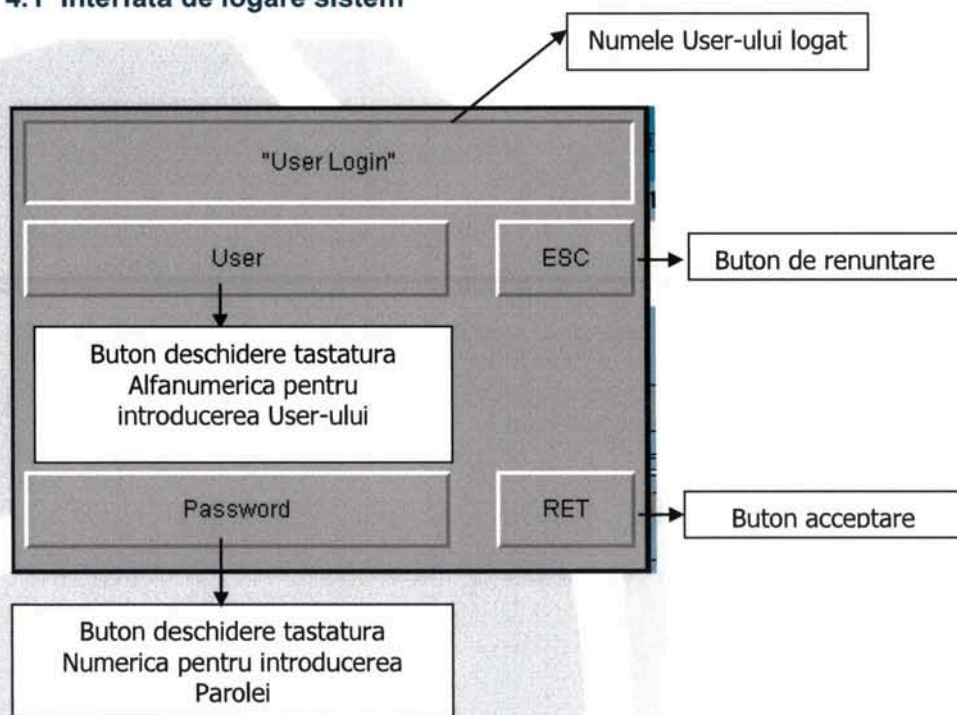 4.1 Interfata de logare sistem
Numele User-ului logat
"User Login"
User
ESC
Buton de renuntare
Buton deschidere tastatura
Alfanumerica pentru
introducerea User-ului
Password
RET
Buton acceptare
Buton deschidere tastatura
Numerica pentru introducerea
Parolei